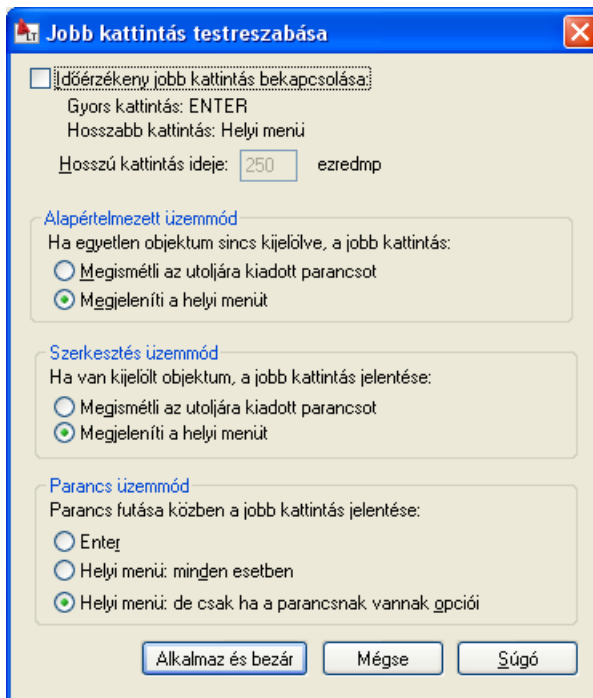 LT Jobb kattintás testreszabása
Időérzékeny jobb kattintás bekapcsolása:
Gyors kattintás: ENTER
Hosszabb kattintás: Helyi menü
Hosszú kattintás ideje: 250 ezredmp
Alapértelmezett üzemmód
Ha egyetlen objektum sincs kijelölve, a jobb kattintás:
Megismétli az utoljára kiadott parancsot
Megjeleníti a helyi menüt
Szerkesztés üzemmód
Ha van kijelölt objektum, a jobb kattintás jelentése:
Megismétli az utoljára kiadott parancsot
Megjeleníti a helyi menüt
Parancs üzemmód
Parancs futása közben a jobb kattintás jelentése:
Enter
Helyi menü: minden esetben
Helyi menü: de csak ha a parancsnak vannak opciói
Alkalmaz és bezár Mégse Súgó